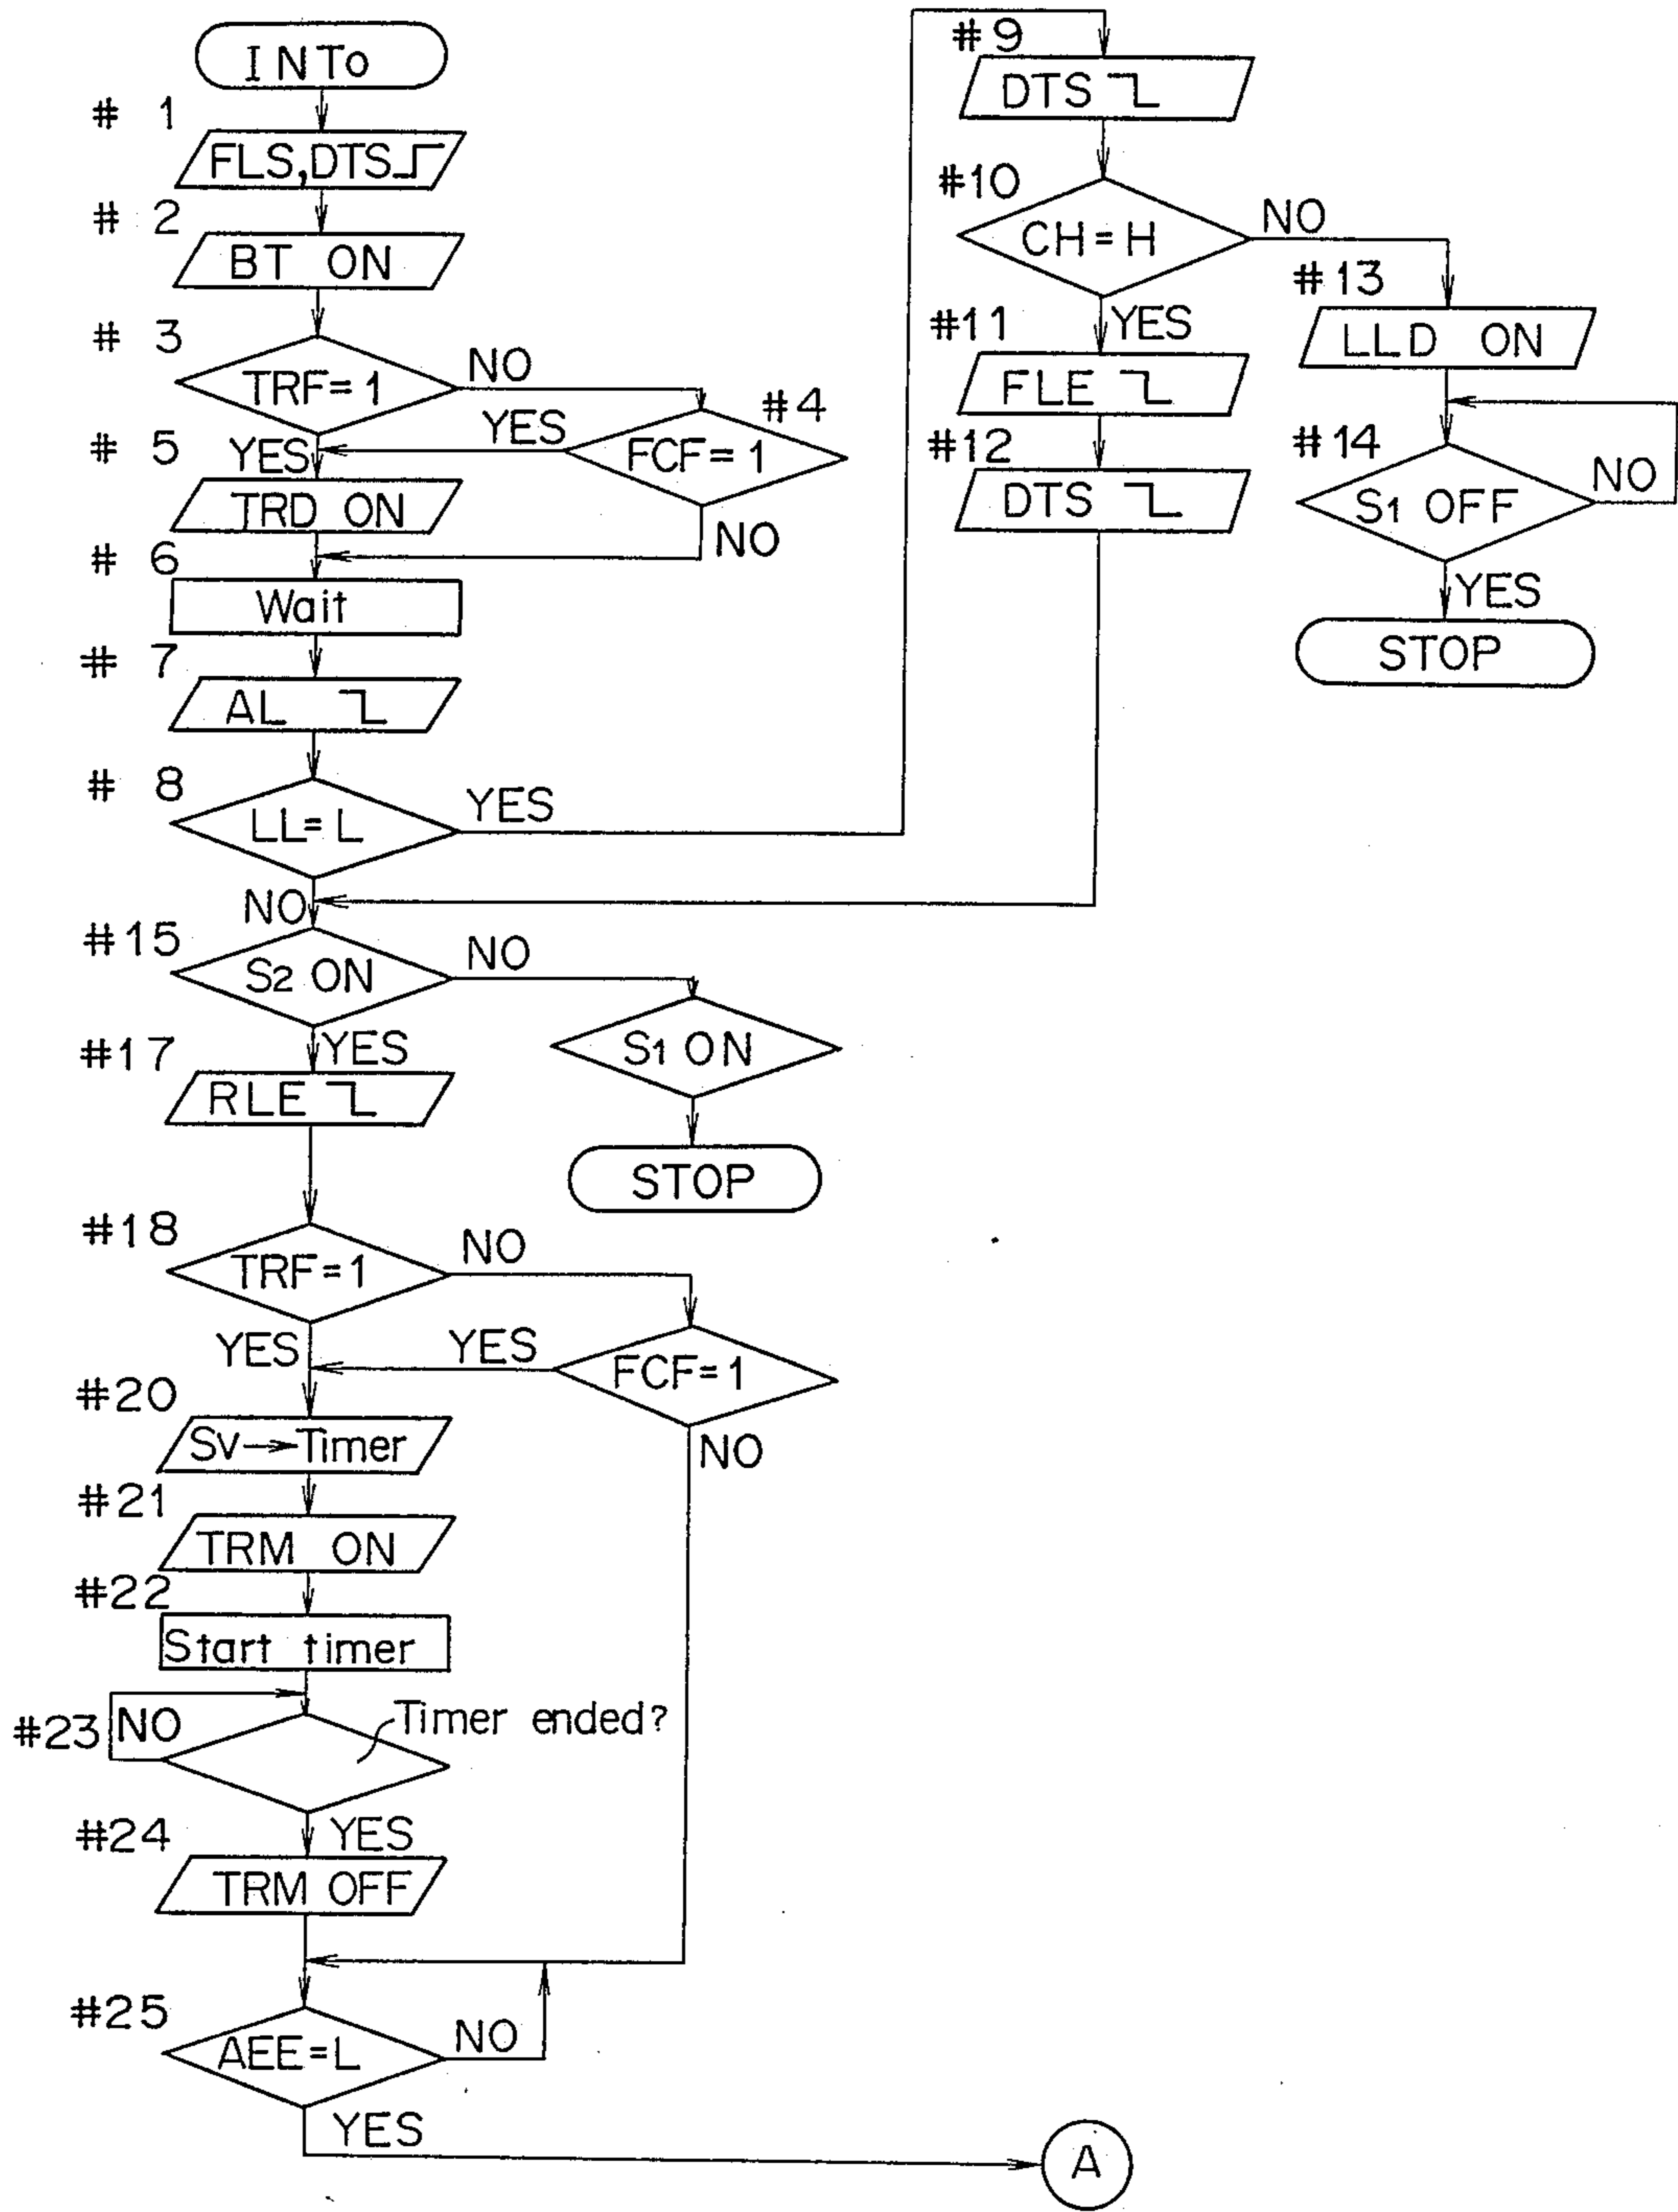 INTo
# 1
FLS,DTS
# 2
BT ON
# 3
TRF=1
NO
#4
FCF=1
YES
NO
# 5
YES
TRD ON
# 6
Wait
# 7
AL
# 8
LL=L
YES
NO
#9
DTS
#10
CH=H
NO
YES
#11
FLE
#12
DTS
#13
LLD ON
#14
S1 OFF
NO
YES
STOP
#15
S2 ON
NO
YES
S1 ON
STOP
#17
RLE
#18
TRF=1
NO
YES
FCF=1
YES
NO
#20
Sv→Timer
#21
TRM ON
#22
Start timer
#23
NO
Timer ended?
YES
#24
TRM OFF
#25
AEE=L
NO
YES
A